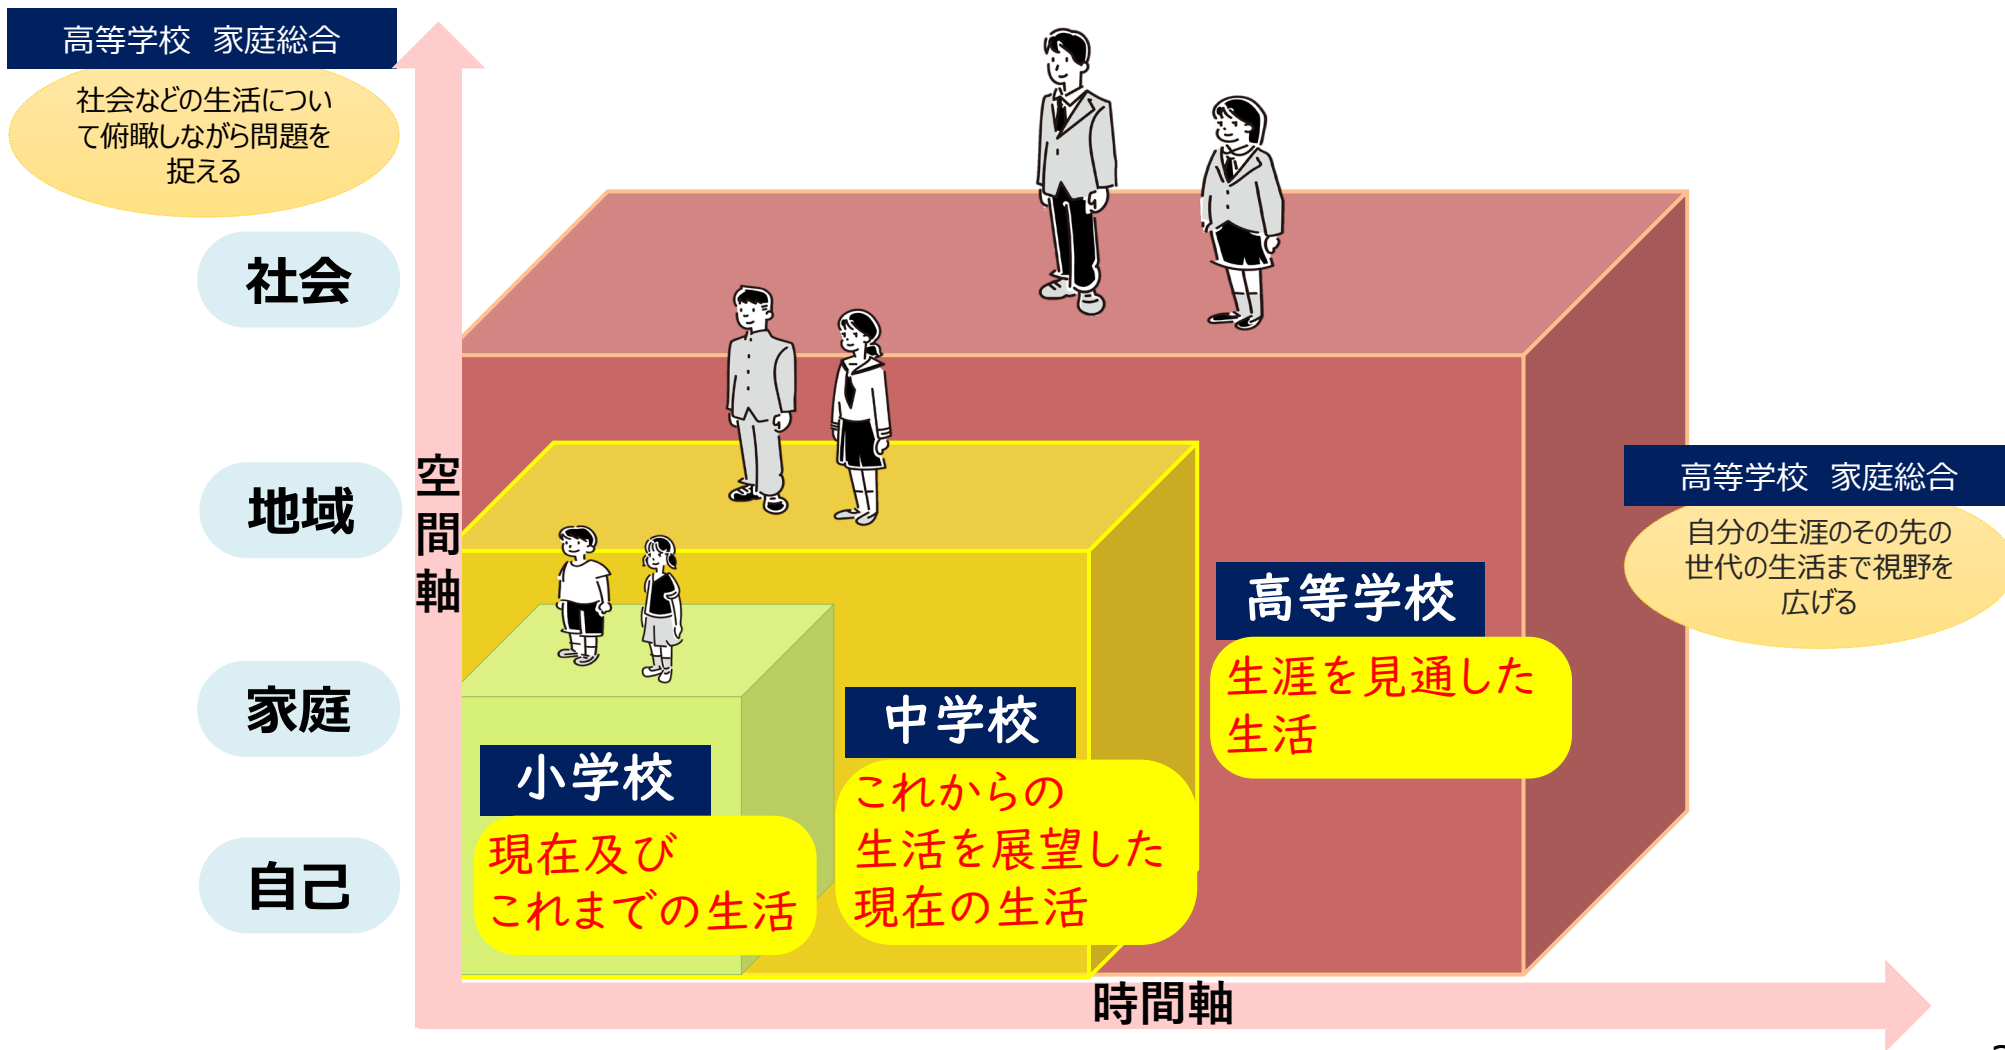 高等学校　家庭総合
社会などの生活につい
て俯瞰しながら問題を
捉える
社会
地域
家庭
自己
空間軸
高等学校
生涯を見通した
生活
中学校
これからの
生活を展望した
現在の生活
小学校
現在及び
これまでの生活
高等学校　家庭総合
自分の生涯のその先の
世代の生活まで視野を
広げる
時間軸